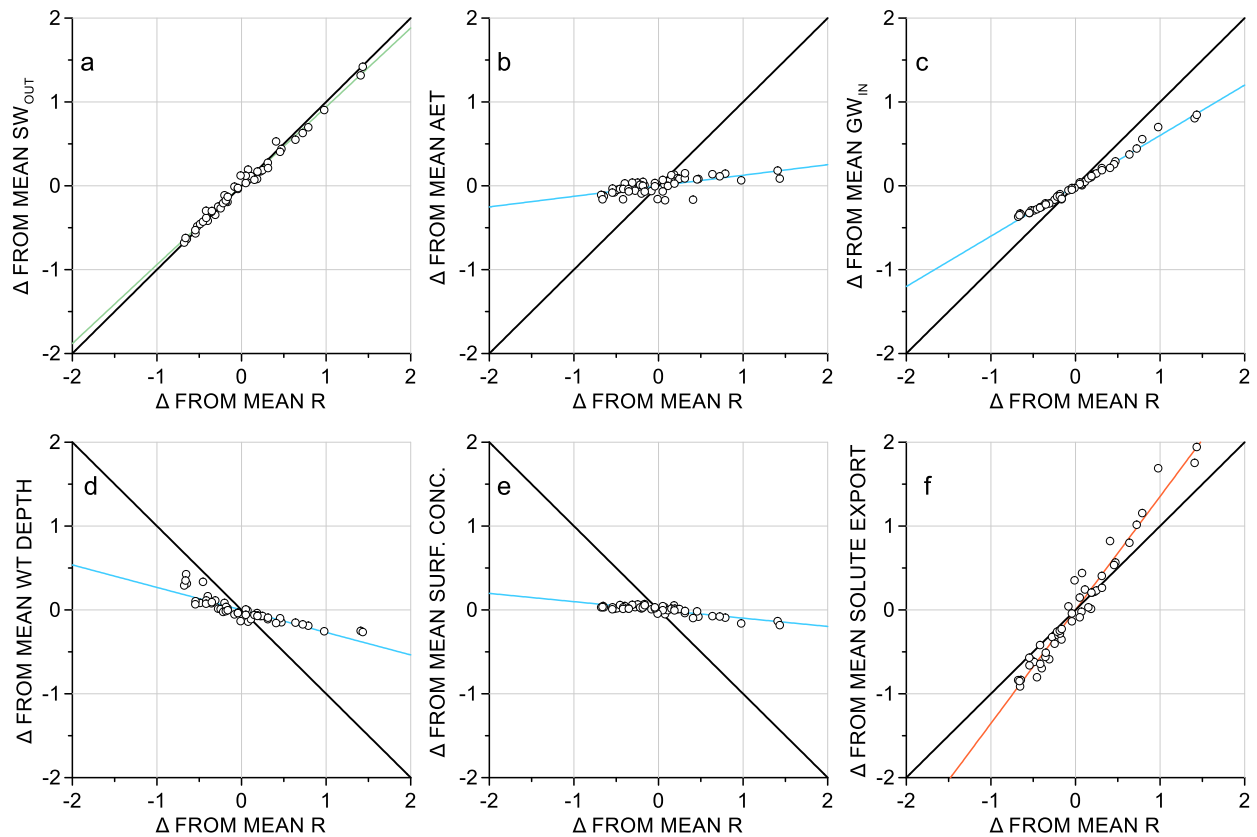 a
2
1
0
-1
-2
-2 -1 0 1 2
Δ FROM MEAN SW_OUT
Δ FROM MEAN R
b
2
1
0
-1
-2
-2 -1 0 1 2
Δ FROM MEAN AET
Δ FROM MEAN R
c
2
1
0
-1
-2
-2 -1 0 1 2
Δ FROM MEAN GW_IN
Δ FROM MEAN R
d
2
1
0
-1
-2
-2 -1 0 1 2
Δ FROM MEAN WT DEPTH
Δ FROM MEAN R
e
2
1
0
-1
-2
-2 -1 0 1 2
Δ FROM MEAN SURF. CONC.
Δ FROM MEAN R
f
2
1
0
-1
-2
-2 -1 0 1 2
Δ FROM MEAN SOLUTE EXPORT
Δ FROM MEAN R